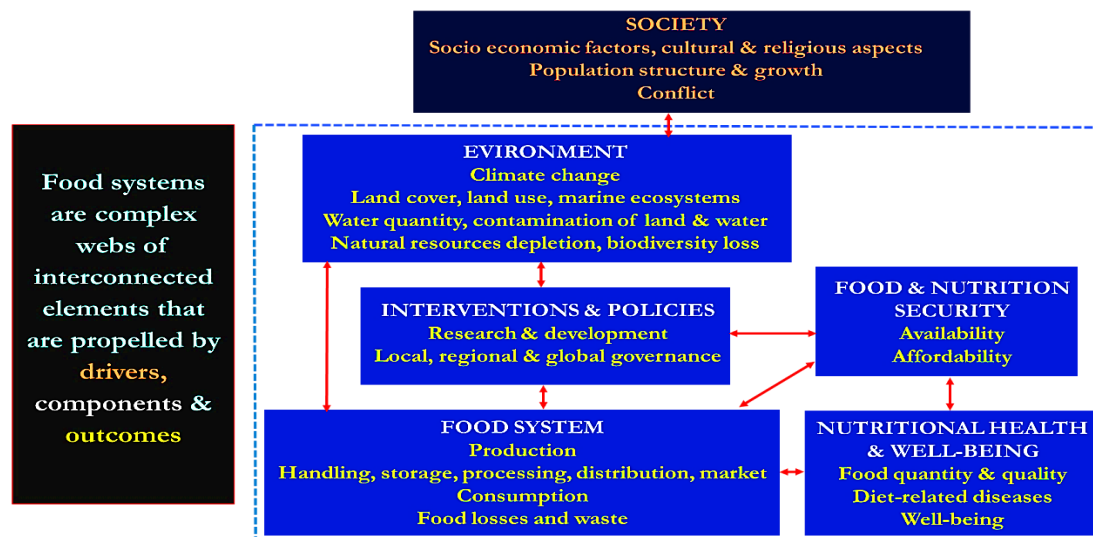 SOCIETY
Socio economic factors, cultural & religious aspects
Population structure & growth
Conflict
Food systems
are complex
webs of
interconnected
elements that
are propelled by
drivers,
components &
outcomes
EVIRONMENT
Climate change
Land cover, land use, marine ecosystems
Water quantity, contamination of land & water
Natural resources depletion, biodiversity loss
INTERVENTIONS & POLICIES
Research & development
Local, regional & global governance
FOOD & NUTRITION
SECURITY
Availability
Affordability
FOOD SYSTEM
Production
Handling, storage, processing, distribution, market
Consumption
Food losses and waste
NUTRITIONAL HEALTH
& WELL-BEING
Food quantity & quality
Diet-related diseases
Well-being